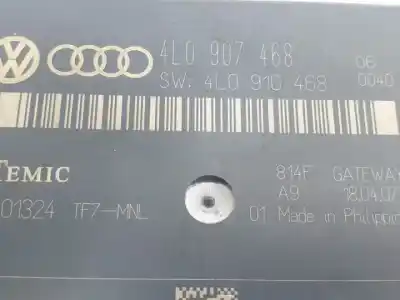 4L0 907 468 06
SW: 4L0 910 468 0040
TEMIC 814F GATEWAY
A9 18.04.07
01324 TF7-MNL 01 Made in Philippin